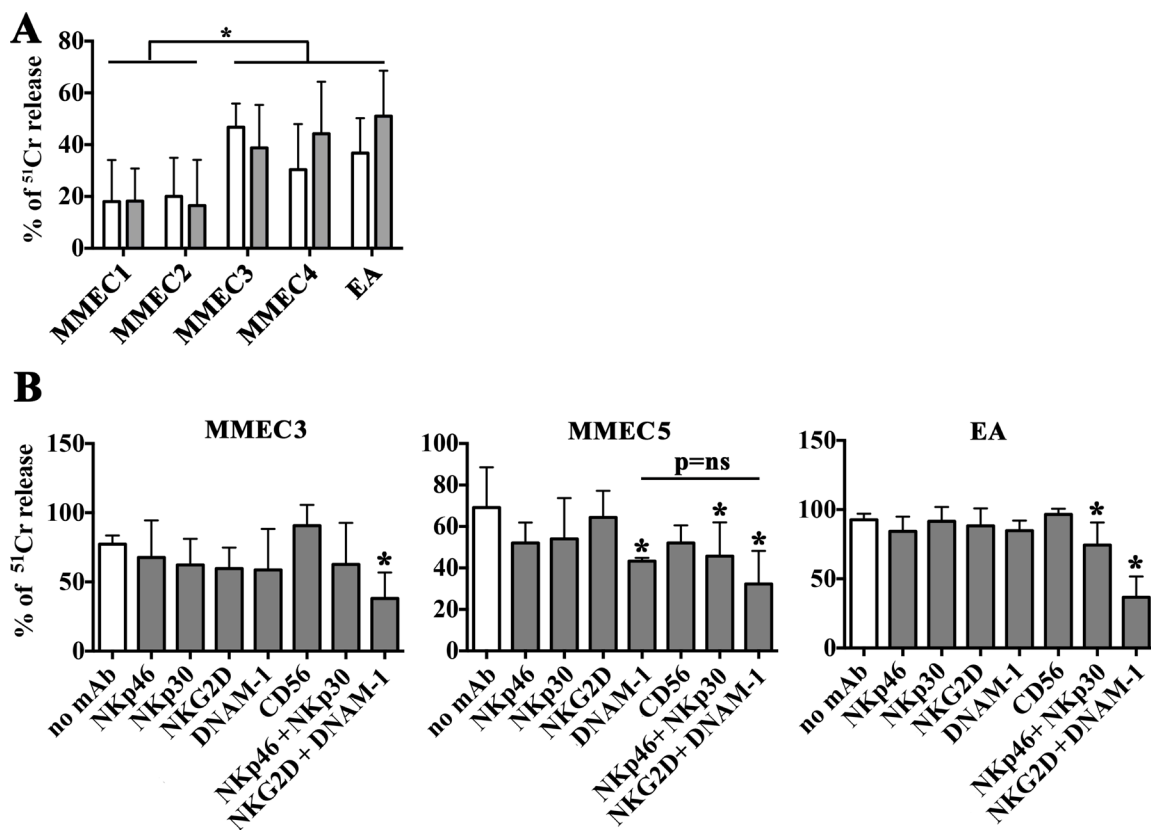 A
*
80
60
40
20
0
% of ⁵¹Cr release
MMEC1
MMEC2
MMEC3
MMEC4
EA
B
MMEC3
150
100
50
0
% of ⁵¹Cr release
*
no mAb
NKp46
NKp30
NKG2D
DNAM-1
CD56
NKp46+NKp30
NKG2D+DNAM-1
MMEC5
100
80
60
40
20
0
p=ns
*
*
*
no mAb
NKp46
NKp30
NKG2D
DNAM-1
CD56
NKp46+NKp30
NKG2D+DNAM-1
EA
150
100
50
0
*
*
no mAb
NKp46
NKp30
NKG2D
DNAM-1
CD56
NKp46+NKp30
NKG2D+DNAM-1